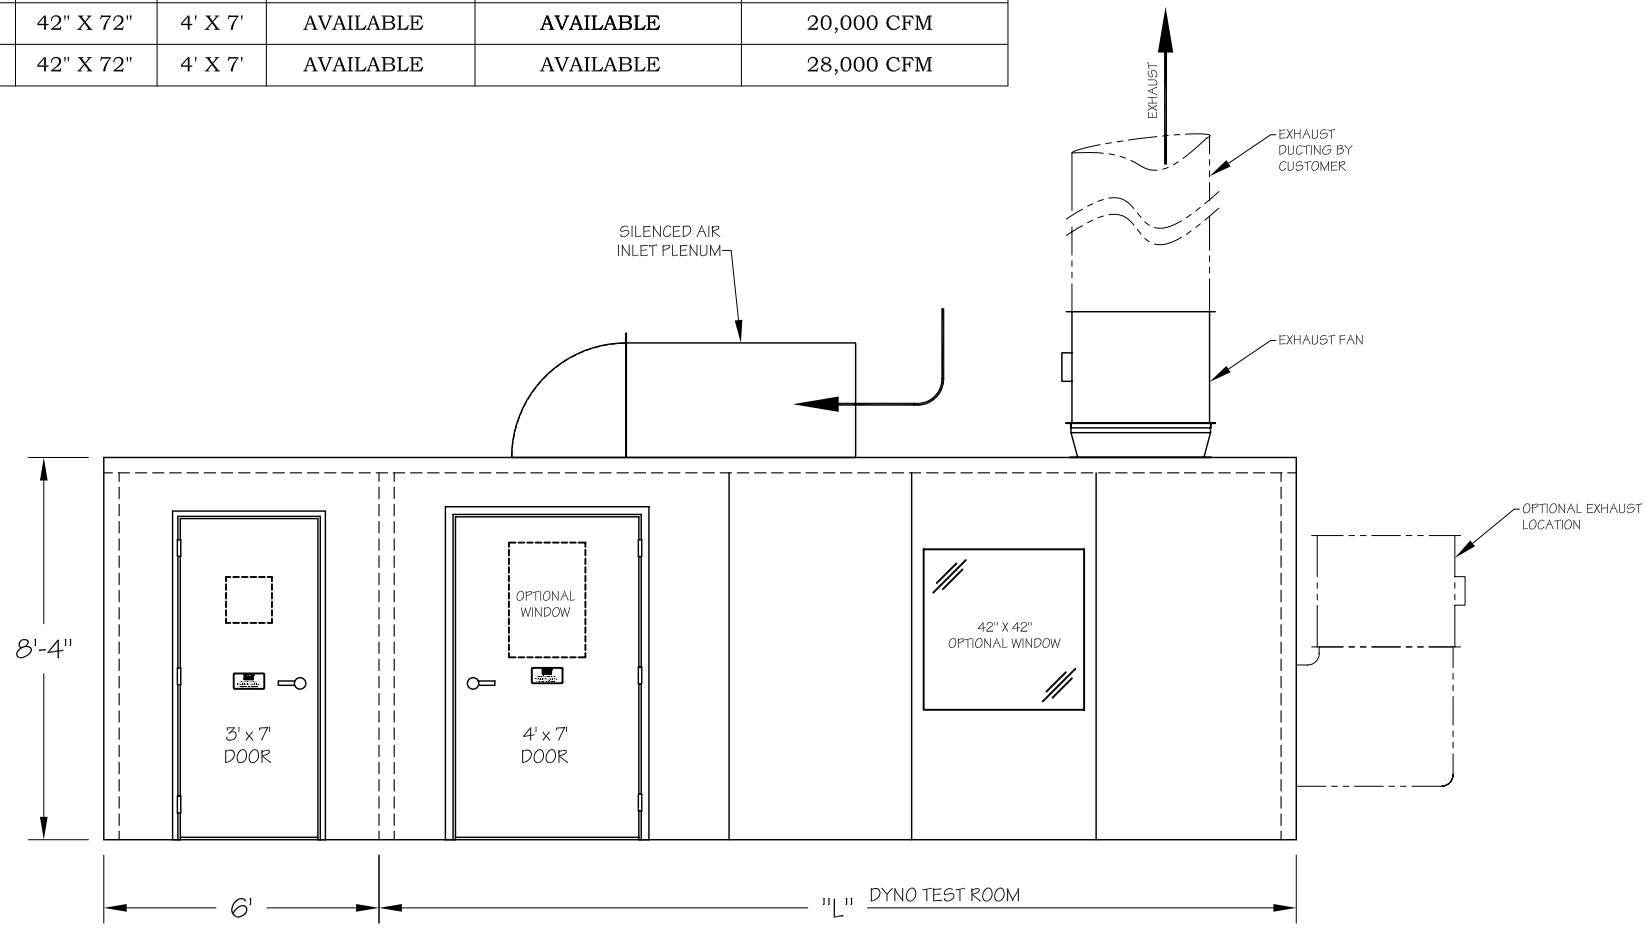 42" X 72" 4' X 7' AVAILABLE AVAILABLE 20,000 CFM
42" X 72" 4' X 7' AVAILABLE AVAILABLE 28,000 CFM
EXHAUST
EXHAUST
DUCTING BY
CUSTOMER
SILENCED AIR
INLET PLENUM
EXHAUST FAN
OPTIONAL EXHAUST
LOCATION
OPTIONAL
WINDOW
42" X 42"
OPTIONAL WINDOW
8'-4"
3' x 7'
DOOR
4' x 7'
DOOR
6'
"L" DYNO TEST ROOM